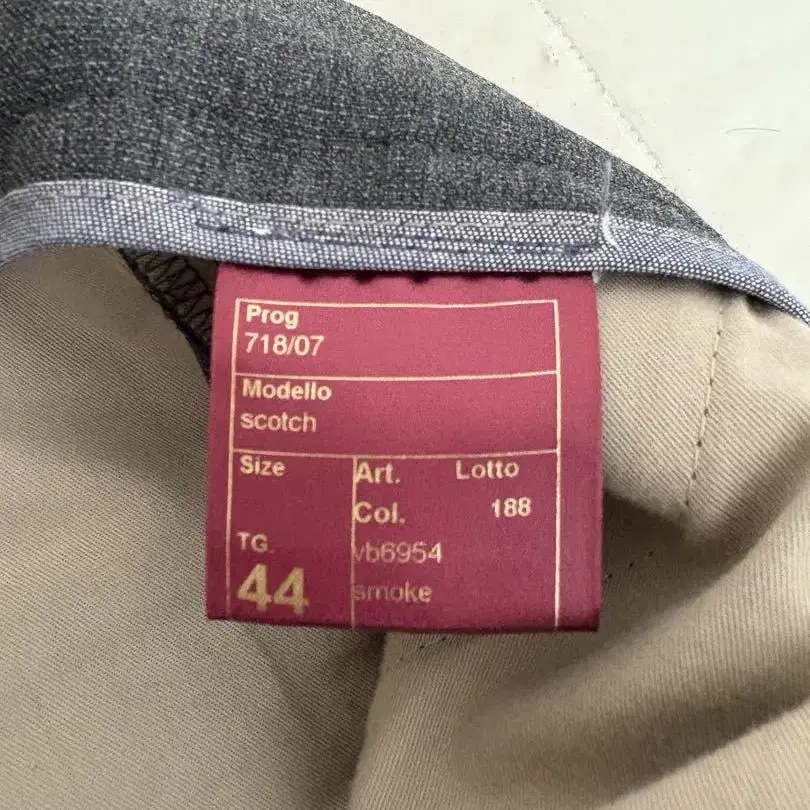 Prog
718/07
Modello
scotch
Size
TG.
44
Art. Lotto
Col. 188
vb6954
smoke